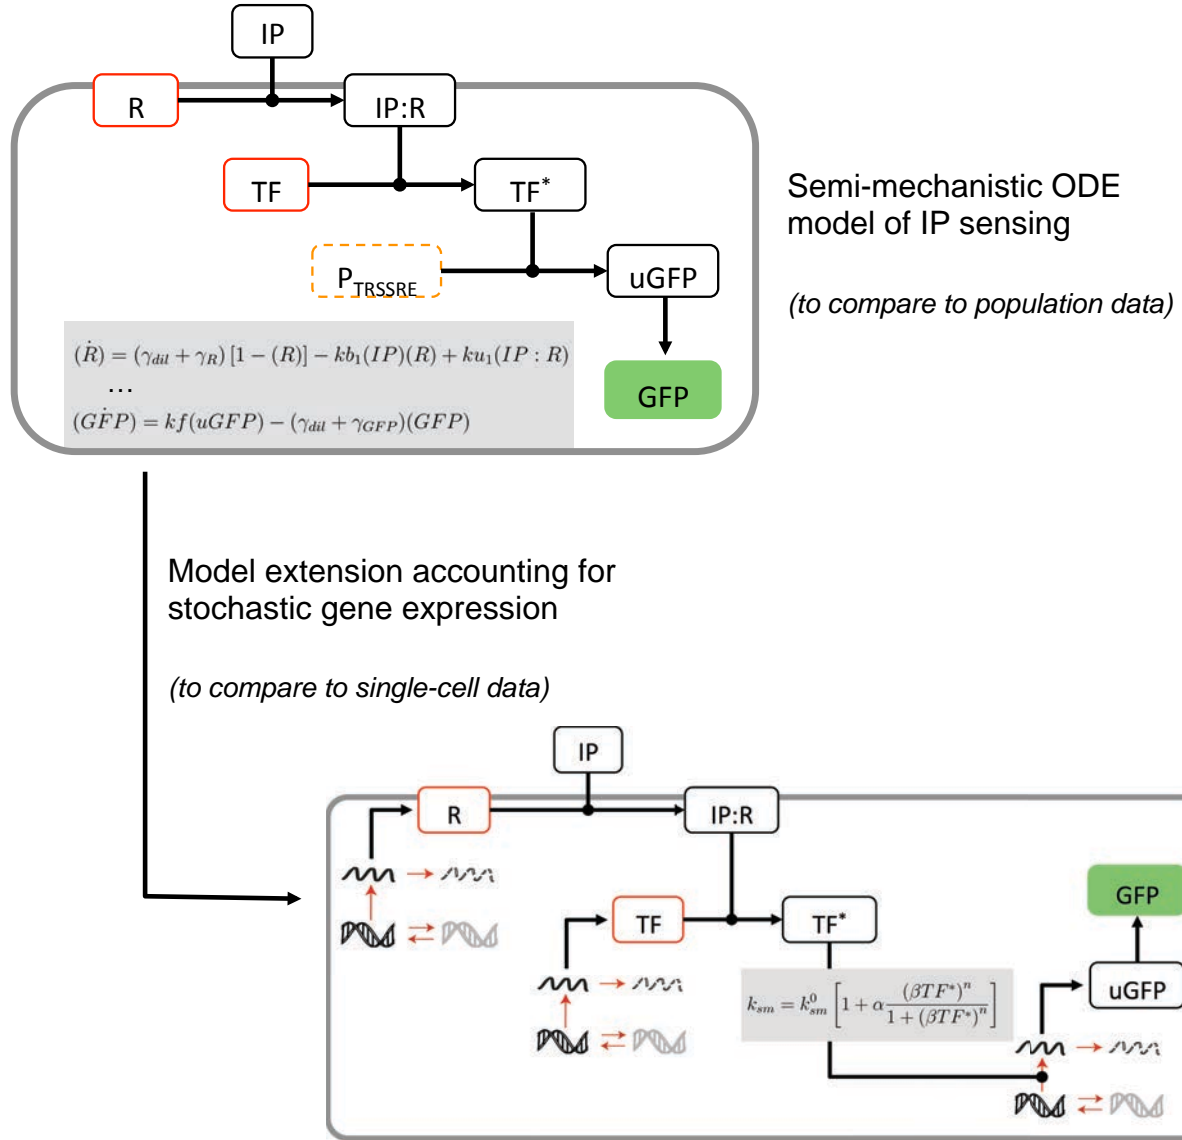 IP
R
IP:R
TF
TF*
P_TRSSRE
uGFP
GFP
(Ṙ) = (γ_dil + γ_R) [1 − (R)] − kb_1(IP)(R) + ku_1(IP : R)
...
(GḞP) = kf(uGFP) − (γ_dil + γ_GFP)(GFP)
Semi-mechanistic ODE
model of IP sensing
(to compare to population data)
Model extension accounting for
stochastic gene expression
(to compare to single-cell data)
IP
R
IP:R
GFP
TF
TF*
uGFP
k_sm = k_sm^0 [1 + α (βTF*)^n / 1 + (βTF*)^n]